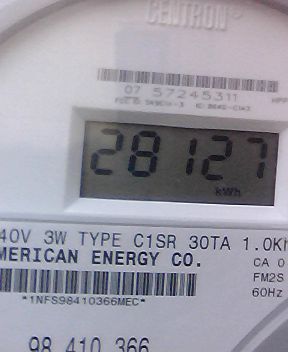 CENTRON®
07 57245311
28127
kWh
40V 3W TYPE C1SR 30TA 1.0Kh
MERICAN ENERGY CO.
CA 0
FM2S
60Hz
*1NFS98410366MEC*
98 410 366